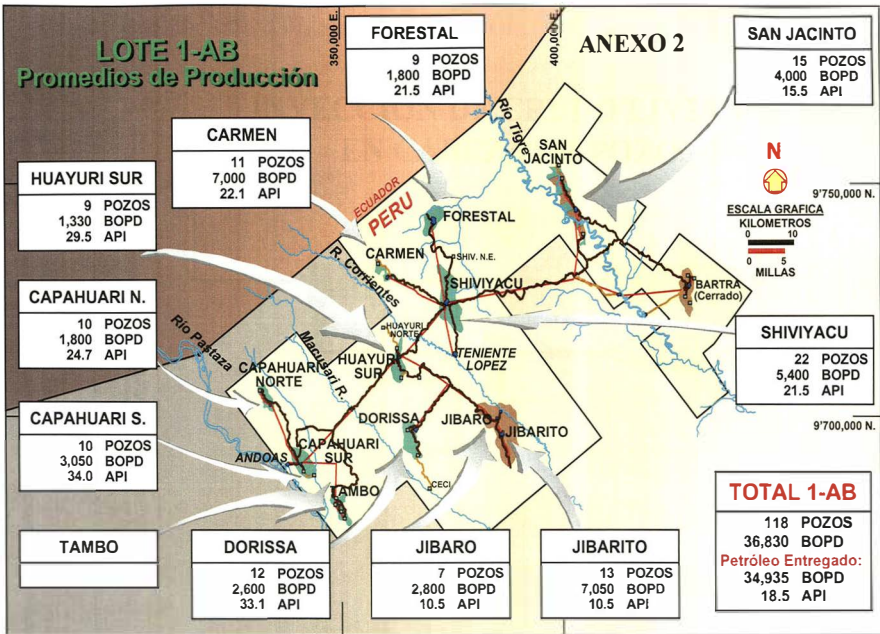 LOTE 1-AB
Promedios de Producción
ANEXO 2
350,000 E.
400,000 E.
FORESTAL
9 POZOS
1,800 BOPD
21.5 API
SAN JACINTO
15 POZOS
4,000 BOPD
15.5 API
CARMEN
11 POZOS
7,000 BOPD
22.1 API
HUAYURI SUR
9 POZOS
1,330 BOPD
29.5 API
CAPAHUARI N.
10 POZOS
1,800 BOPD
24.7 API
CAPAHUARI S.
10 POZOS
3,050 BOPD
34.0 API
TAMBO
DORISSA
12 POZOS
2,600 BOPD
33.1 API
JIBARO
7 POZOS
2,800 BOPD
10.5 API
JIBARITO
13 POZOS
7,050 BOPD
10.5 API
SHIVIYACU
22 POZOS
5,400 BOPD
21.5 API
TOTAL 1-AB
118 POZOS
36,830 BOPD
Petróleo Entregado:
34,935 BOPD
18.5 API
N
ESCALA GRAFICA
KILOMETROS
0 10
0 5
MILLAS
9'750,000 N.
9'700,000 N.
ECUADOR
PERU
Río Tigre
R. Corrientes
Macusari R.
Río Pastaza
SAN
JACINTO
FORESTAL
CARMEN
SHIV. N.E.
SHIVIYACU
BARTRA
(Cerrado)
HUAYURI
NORTE
HUAYURI
SUR
TENIENTE
LOPEZ
CAPAHUARI
NORTE
DORISSA
JIBARO
JIBARITO
ANDOAS
CAPAHUARI
SUR
CECI
TAMBO